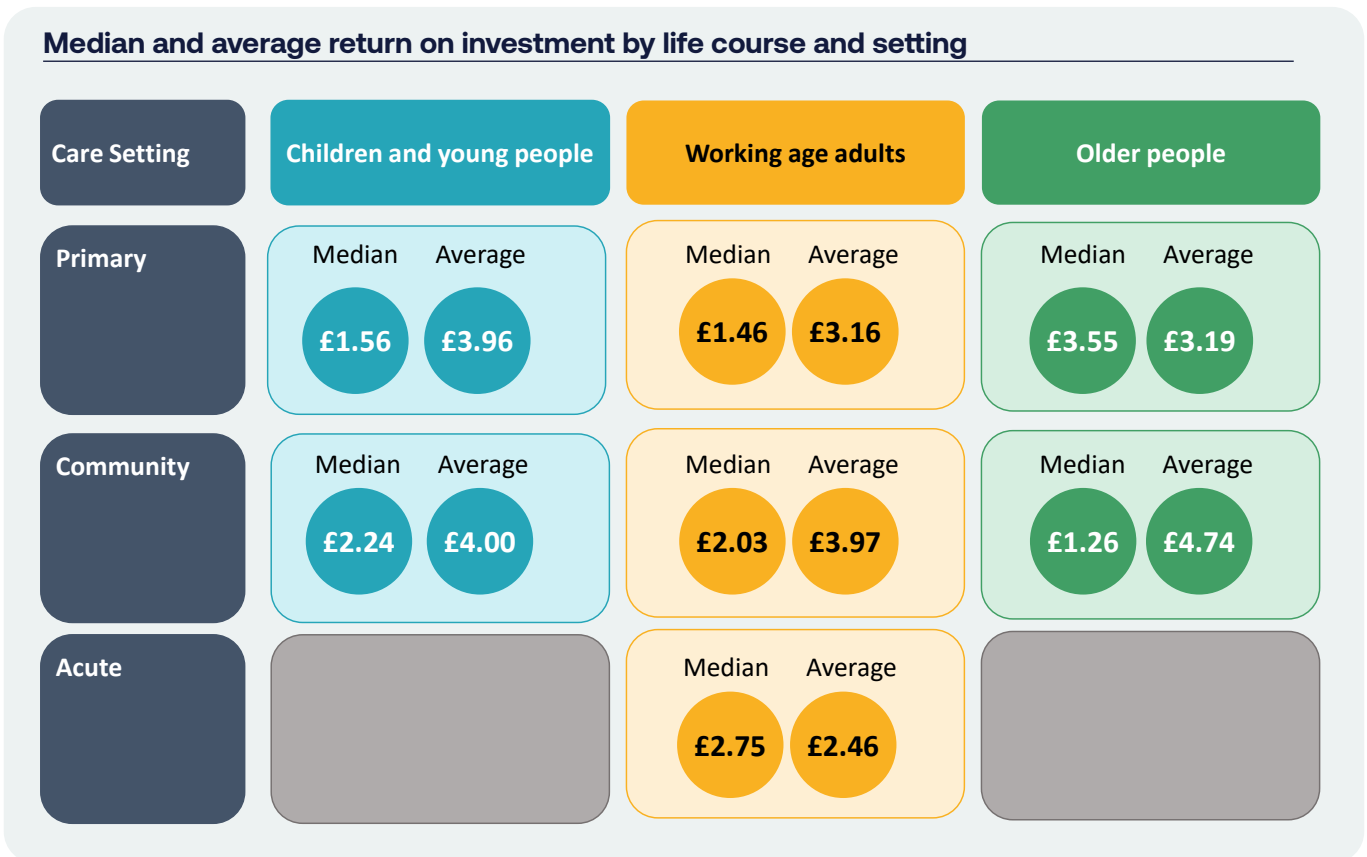 Median and average return on investment by life course and setting
Care Setting
Children and young people
Working age adults
Older people
Primary
Median Average
£1.56 £3.96
Median Average
£1.46 £3.16
Median Average
£3.55 £3.19
Community
Median Average
£2.24 £4.00
Median Average
£2.03 £3.97
Median Average
£1.26 £4.74
Acute
Median Average
£2.75 £2.46